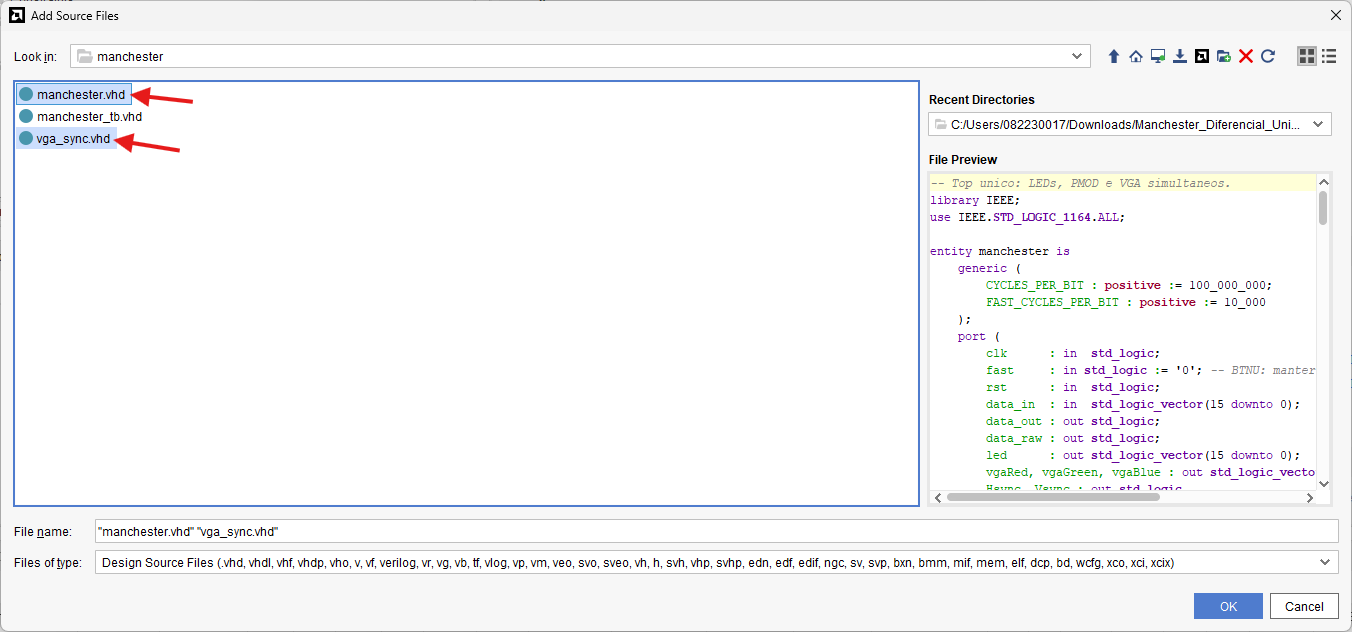 Add Source Files
Look in:
manchester
manchester.vhd
manchester_tb.vhd
vga_sync.vhd
Recent Directories
C:/Users/082230017/Downloads/Manchester_Diferencial_Uni...
File Preview
-- Top unico: LEDs, PMOD e VGA simultaneos.
library IEEE;
use IEEE.STD_LOGIC_1164.ALL;
entity manchester is
generic (
CYCLES_PER_BIT : positive := 100_000_000;
FAST_CYCLES_PER_BIT : positive := 10_000
);
port (
clk : in std_logic;
fast : in std_logic := '0'; -- BTNU: manter
rst : in std_logic;
data_in : in std_logic_vector(15 downto 0);
data_out : out std_logic;
data_raw : out std_logic;
led : out std_logic_vector(15 downto 0);
vgaRed, vgaGreen, vgaBlue : out std_logic_vecto
Hsync, Vsync : out std_logic
File name:
"manchester.vhd" "vga_sync.vhd"
Files of type:
Design Source Files (.vhd, vhdl, vhf, vhdp, vho, v, vf, verilog, vr, vg, vb, tf, vlog, vp, vm, veo, svo, sveo, vh, h, svh, vhp, svhp, edn, edf, edif, ngc, sv, svp, bxn, bmm, mif, mem, elf, dcp, bd, wcfg, xco, xci, xcix)
OK
Cancel